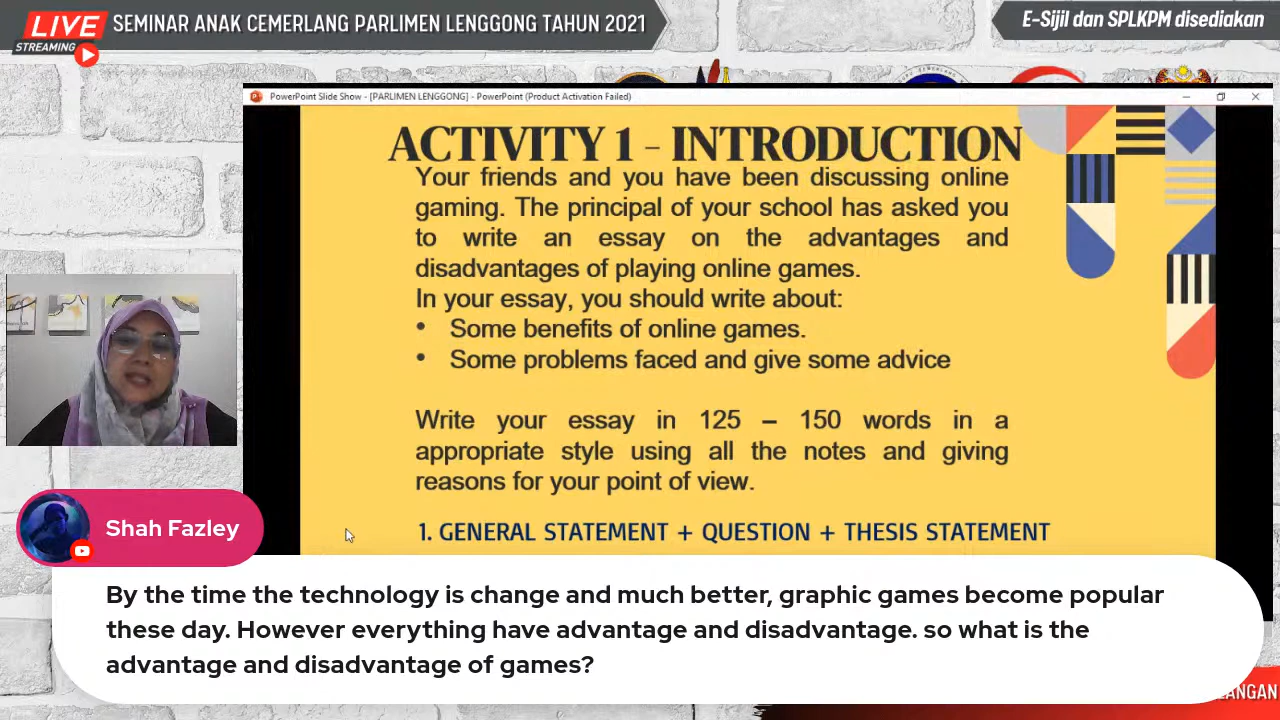 LIVE
STREAMING
SEMINAR ANAK CEMERLANG PARLIMEN LENGGONG TAHUN 2021
E-Sijil dan SPLKPM disediakan
PowerPoint Slide Show - [PARLIMEN LENGGONG] - PowerPoint (Product Activation Failed)
ACTIVITY 1 - INTRODUCTION
Your friends and you have been discussing online
gaming. The principal of your school has asked you
to write an essay on the advantages and
disadvantages of playing online games.
In your essay, you should write about:
• Some benefits of online games.
• Some problems faced and give some advice
Write your essay in 125 – 150 words in a
appropriate style using all the notes and giving
reasons for your point of view.
1. GENERAL STATEMENT + QUESTION + THESIS STATEMENT
Shah Fazley
By the time the technology is change and much better, graphic games become popular
these day. However everything have advantage and disadvantage. so what is the
advantage and disadvantage of games?